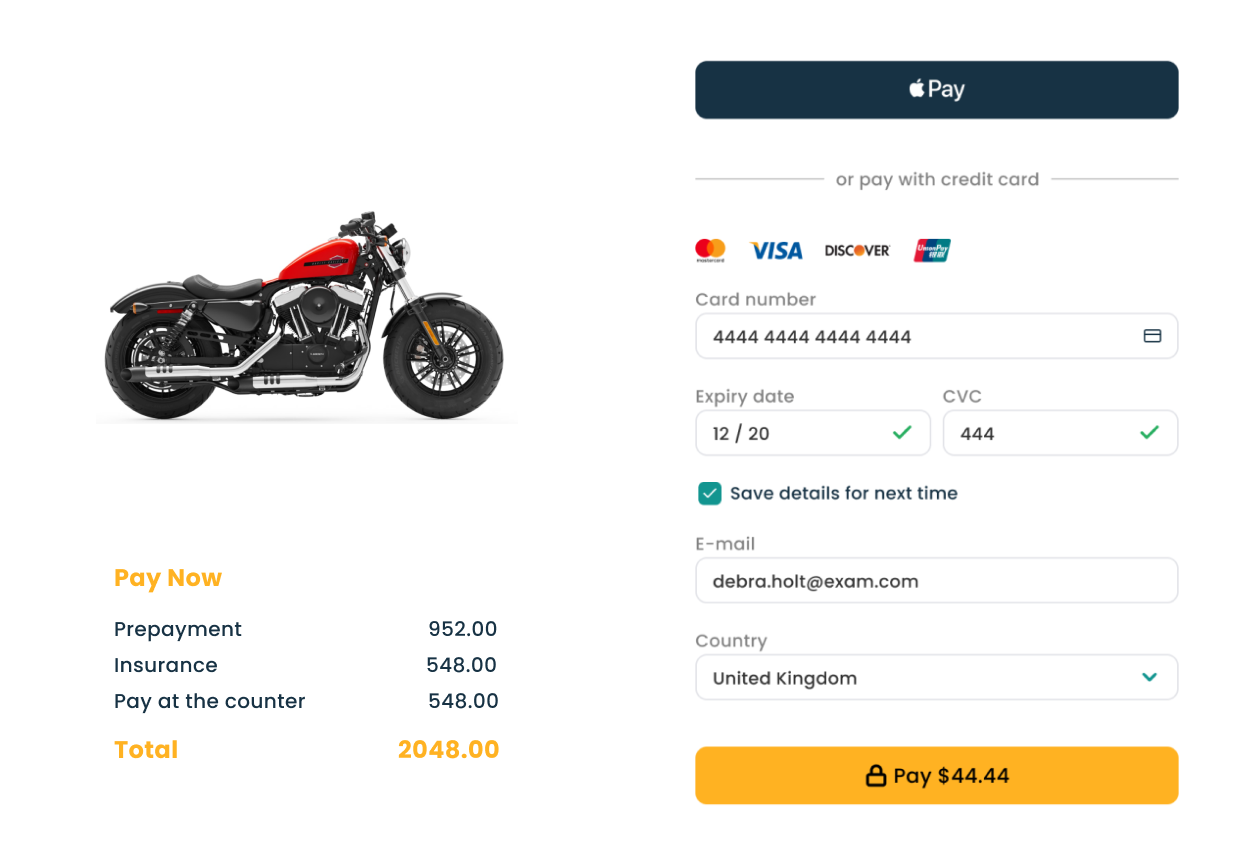 Pay
or pay with credit card
mastercard
VISA
DISCOVER
UnionPay
银联
Card number
4444 4444 4444 4444
Expiry date
CVC
12 / 20
444
Save details for next time
E-mail
debra.holt@exam.com
Country
United Kingdom
Pay $44.44
Pay Now
Prepayment 952.00
Insurance 548.00
Pay at the counter 548.00
Total 2048.00